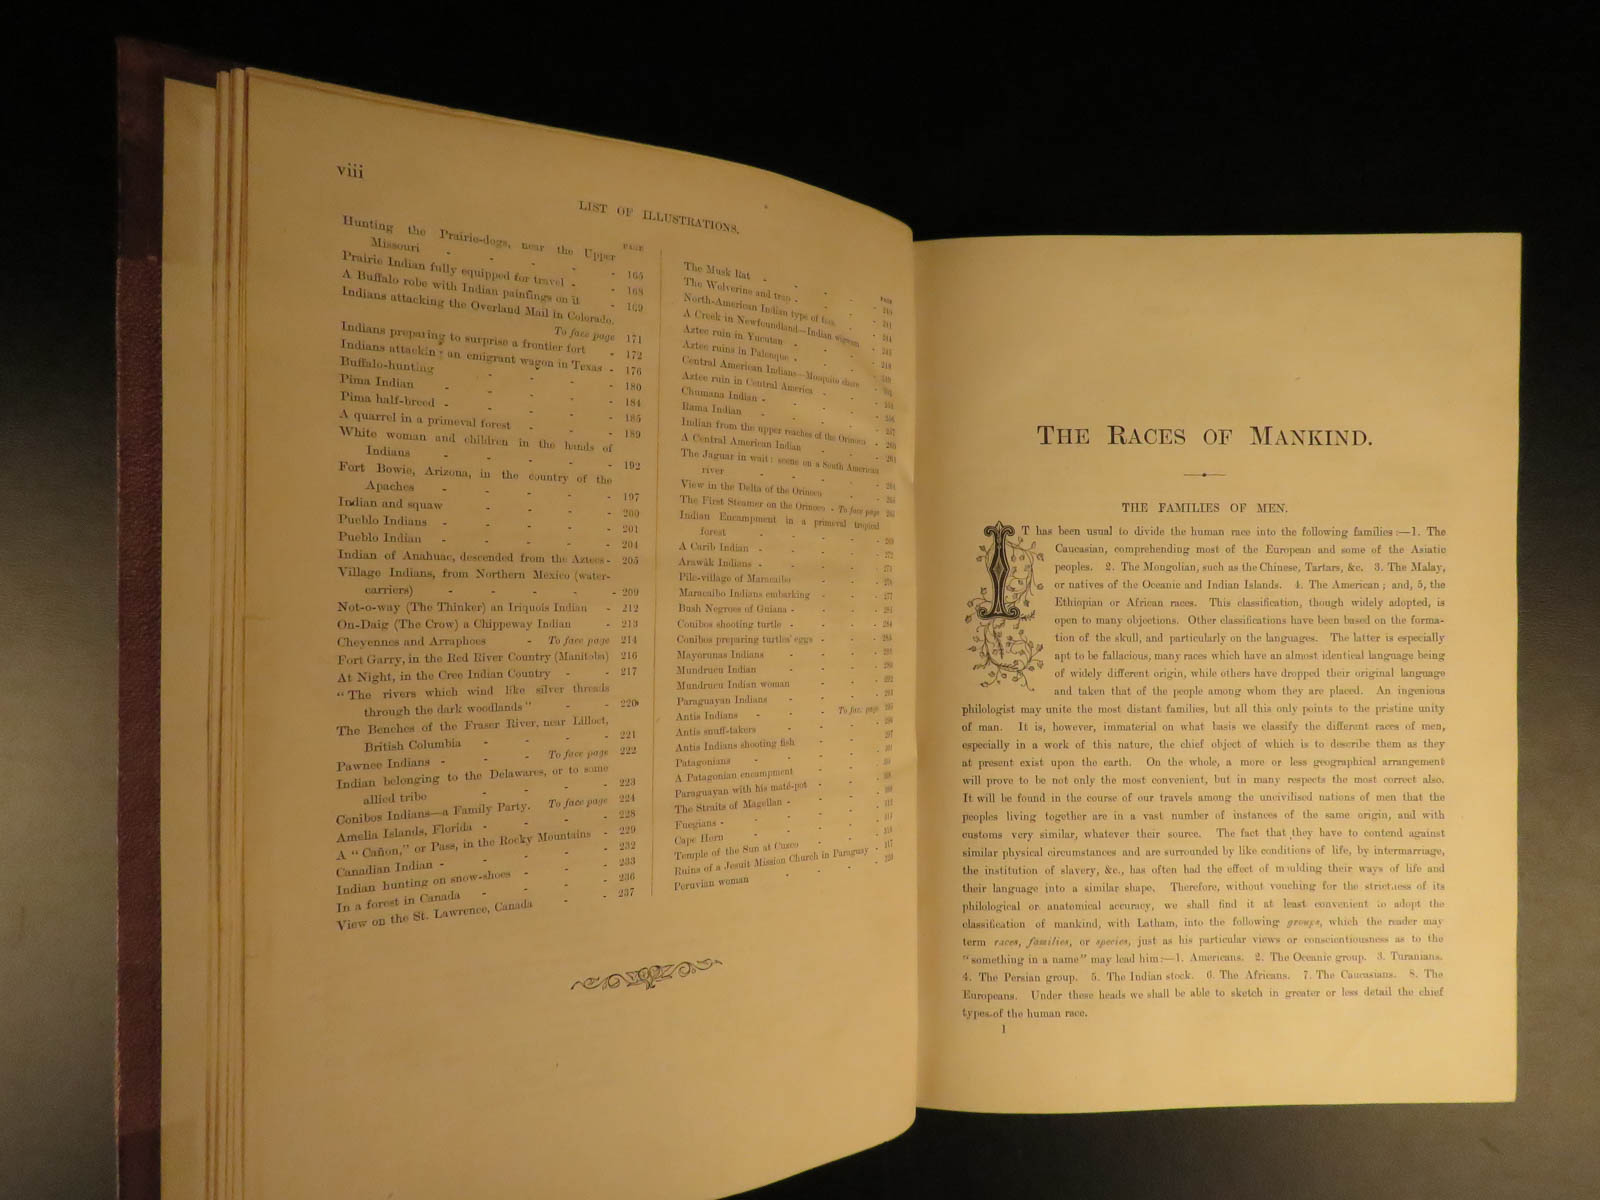 viii
LIST OF ILLUSTRATIONS.
PAGE
Hunting the Prairie-dogs, near the Upper
Missouri - - - - - 165
Prairie Indian fully equipped for travel - - 168
A Buffalo robe with Indian paintings on it - 169
Indians attacking the Overland Mail in Colorado.
To face page 171
Indians preparing to surprise a frontier fort - 172
Indians attacking an emigrant wagon in Texas - 176
Buffalo-hunting - - - - - 180
Pima Indian - - - - - 184
Pima half-breed - - - - - 185
A quarrel in a primeval forest - - - 189
White woman and children in the hands of
Indians - - - - - 192
Fort Bowie, Arizona, in the country of the
Apaches - - - - - 197
Indian and squaw - - - - 200
Pueblo Indians - - - - - 201
Pueblo Indian - - - - - 204
Indian of Anahuac, descended from the Aztecs - 205
Village Indians, from Northern Mexico (water-
carriers) - - - - - 209
Not-o-way (The Thinker) an Iriquois Indian - 212
On-Daig (The Crow) a Chippeway Indian - 213
Cheyennes and Arraphoes - To face page 214
Fort Garry, in the Red River Country (Manitoba) 216
At Night, in the Cree Indian Country - - 217
"The rivers which wind like silver threads
through the dark woodlands" - - 220
The Benches of the Fraser River, near Lilloet,
British Columbia - - - - 221
Pawnee Indians - - - To face page 222
Indian belonging to the Delawares, or to some
allied tribe - - - - 223
Conibos Indians—a Family Party. To face page 224
Amelia Islands, Florida - - - - 228
A "Cañon," or Pass, in the Rocky Mountains - 229
Canadian Indian - - - - - 232
Indian hunting on snow-shoes - - - 233
In a forest in Canada - - - - 236
View on the St. Lawrence, Canada - - 237
PAGE
The Musk Rat - - - -
The Wolverine and trap - - -
North-American Indian type of face - - 241
A Creek in Newfoundland—Indian wigwam - 244
Aztec ruin in Yucutan - - - -
Aztec ruins in Palenque - - - - 248
Central American Indians—Mosquito chiefs -
Aztec ruin in Central America - - -
Chumana Indian - - - - -
Rama Indian - - - - - 256
Indian from the upper reaches of the Orinoco - 257
A Central American Indian - - - 260
The Jaguar in wait: scene on a South American
river - - - - -
View in the Delta of the Orinoco - - 264
The First Steamer on the Orinoco - To face page 265
Indian Encampment in a primeval tropical
forest - - - - - 269
A Carib Indian - - - - - 272
Arawâk Indians - - - - -
Pile-village of Maracaibo - - - 276
Maracaibo Indians embarking - - - 277
Bush Negroes of Guiana - - - - 281
Conibos shooting turtle - - - - 284
Conibos preparing turtles' eggs - - - 285
Mayorunas Indians - - - -
Mundrucu Indian - - - -
Mundrucu Indian woman - - - - 292
Paraguayan Indians - - - - 293
Antis Indians - - - To face page 295
Antis snuff-takers - - - - 296
Antis Indians shooting fish - - - 297
Patagonians - - - - -
A Patagonian encampment - - -
Paraguayan with his maté-pot - - -
The Straits of Magellan - - - -
Fuegians - - - - -
Cape Horn - - - - -
Temple of the Sun at Cuzco - - -
Ruins of a Jesuit Mission Church in Paraguay -
Peruvian woman - - - -
THE RACES OF MANKIND.
THE FAMILIES OF MEN.
IT has been usual to divide the human race into the following families:—1. The
Caucasian, comprehending most of the European and some of the Asiatic
peoples. 2. The Mongolian, such as the Chinese, Tartars, &c. 3. The Malay,
or natives of the Oceanic and Indian Islands. 4. The American; and, 5, the
Ethiopian or African races. This classification, though widely adopted, is
open to many objections. Other classifications have been based on the forma-
tion of the skull, and particularly on the languages. The latter is especially
apt to be fallacious, many races which have an almost identical language being
of widely different origin, while others have dropped their original language
and taken that of the people among whom they are placed. An ingenious
philologist may unite the most distant families, but all this only points to the pristine unity
of man. It is, however, immaterial on what basis we classify the different races of men,
especially in a work of this nature, the chief object of which is to describe them as they
at present exist upon the earth. On the whole, a more or less geographical arrangement
will prove to be not only the most convenient, but in many respects the most correct also.
It will be found in the course of our travels among the uncivilised nations of men that the
peoples living together are in a vast number of instances of the same origin, and with
customs very similar, whatever their source. The fact that they have to contend against
similar physical circumstances and are surrounded by like conditions of life, by intermarriage,
the institution of slavery, &c., has often had the effect of moulding their ways of life and
their language into a similar shape. Therefore, without vouching for the strictness of its
philological or anatomical accuracy, we shall find it at least convenient to adopt the
classification of mankind, with Latham, into the following groups, which the reader may
term races, families, or species, just as his particular views or conscientiousness as to the
"something in a name" may lead him:—1. Americans. 2. The Oceanic group. 3. Turanians.
4. The Persian group. 5. The Indian stock. 6. The Africans. 7. The Caucasians. 8. The
Europeans. Under these heads we shall be able to sketch in greater or less detail the chief
types of the human race.
1